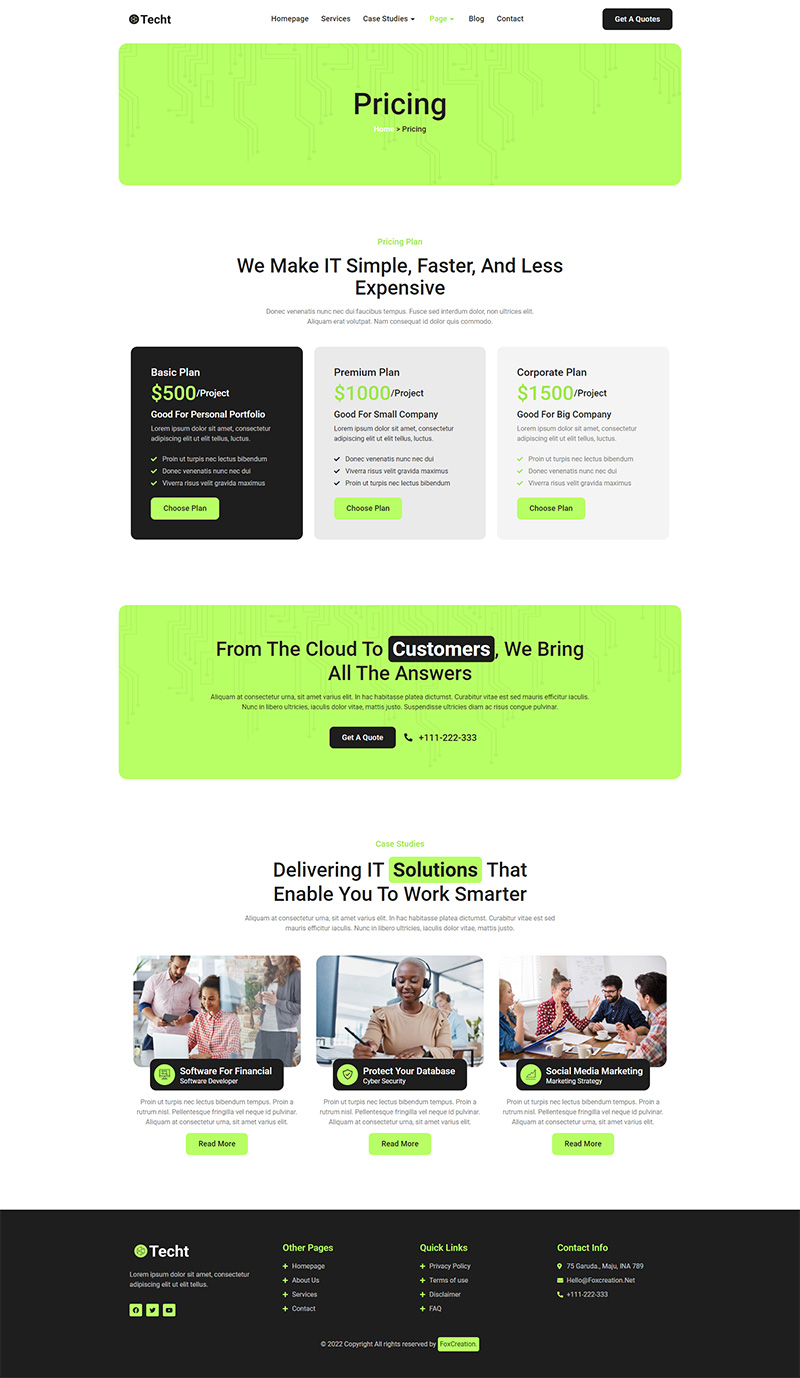 Techt
Homepage Services Case Studies Page Blog Contact
Get A Quotes
Pricing
Home > Pricing
Pricing Plan
We Make IT Simple, Faster, And Less
Expensive
Donec venenatis nunc nec dui faucibus tempus. Fusce sed interdum dolor, non ultrices elit.
Aliquam erat volutpat. Nam consequat id dolor quis commodo.
Basic Plan
$500/Project
Good For Personal Portfolio
Lorem ipsum dolor sit amet, consectetur
adipiscing elit ut elit tellus, luctus.
Proin ut turpis nec lectus bibendum
Donec venenatis nunc nec dui
Viverra risus velit gravida maximus
Choose Plan
Premium Plan
$1000/Project
Good For Small Company
Lorem ipsum dolor sit amet, consectetur
adipiscing elit ut elit tellus, luctus.
Donec venenatis nunc nec dui
Viverra risus velit gravida maximus
Proin ut turpis nec lectus bibendum
Choose Plan
Corporate Plan
$1500/Project
Good For Big Company
Lorem ipsum dolor sit amet, consectetur
adipiscing elit ut elit tellus, luctus.
Proin ut turpis nec lectus bibendum
Donec venenatis nunc nec dui
Viverra risus velit gravida maximus
Choose Plan
From The Cloud To Customers, We Bring
All The Answers
Aliquam at consectetur urna, sit amet varius elit. In hac habitasse platea dictumst. Curabitur vitae est sed mauris efficitur iaculis.
Nunc in libero ultricies, iaculis dolor vitae, mattis justo. Suspendisse ultricies diam ac risus congue pulvinar.
Get A Quote
+111-222-333
Case Studies
Delivering IT Solutions That
Enable You To Work Smarter
Aliquam at consectetur urna, sit amet varius elit. In hac habitasse platea dictumst. Curabitur vitae est sed
mauris efficitur iaculis. Nunc in libero ultricies, iaculis dolor vitae, mattis justo.
Software For Financial
Software Developer
Proin ut turpis nec lectus bibendum tempus. Proin a
rutrum nisl. Pellentesque fringilla vel neque id pulvinar.
Aliquam at consectetur urna, sit amet varius elit.
Read More
Protect Your Database
Cyber Security
Proin ut turpis nec lectus bibendum tempus. Proin a
rutrum nisl. Pellentesque fringilla vel neque id pulvinar.
Aliquam at consectetur urna, sit amet varius elit.
Read More
Social Media Marketing
Marketing Strategy
Proin ut turpis nec lectus bibendum tempus. Proin a
rutrum nisl. Pellentesque fringilla vel neque id pulvinar.
Aliquam at consectetur urna, sit amet varius elit.
Read More
Techt
Lorem ipsum dolor sit amet, consectetur
adipiscing elit ut elit tellus.
Other Pages
Homepage
About Us
Services
Contact
Quick Links
Privacy Policy
Terms of use
Disclaimer
FAQ
Contact Info
75 Garuda., Maju, INA 789
Hello@Foxcreation.Net
+111-222-333
© 2022 Copyright All rights reserved by FoxCreation.